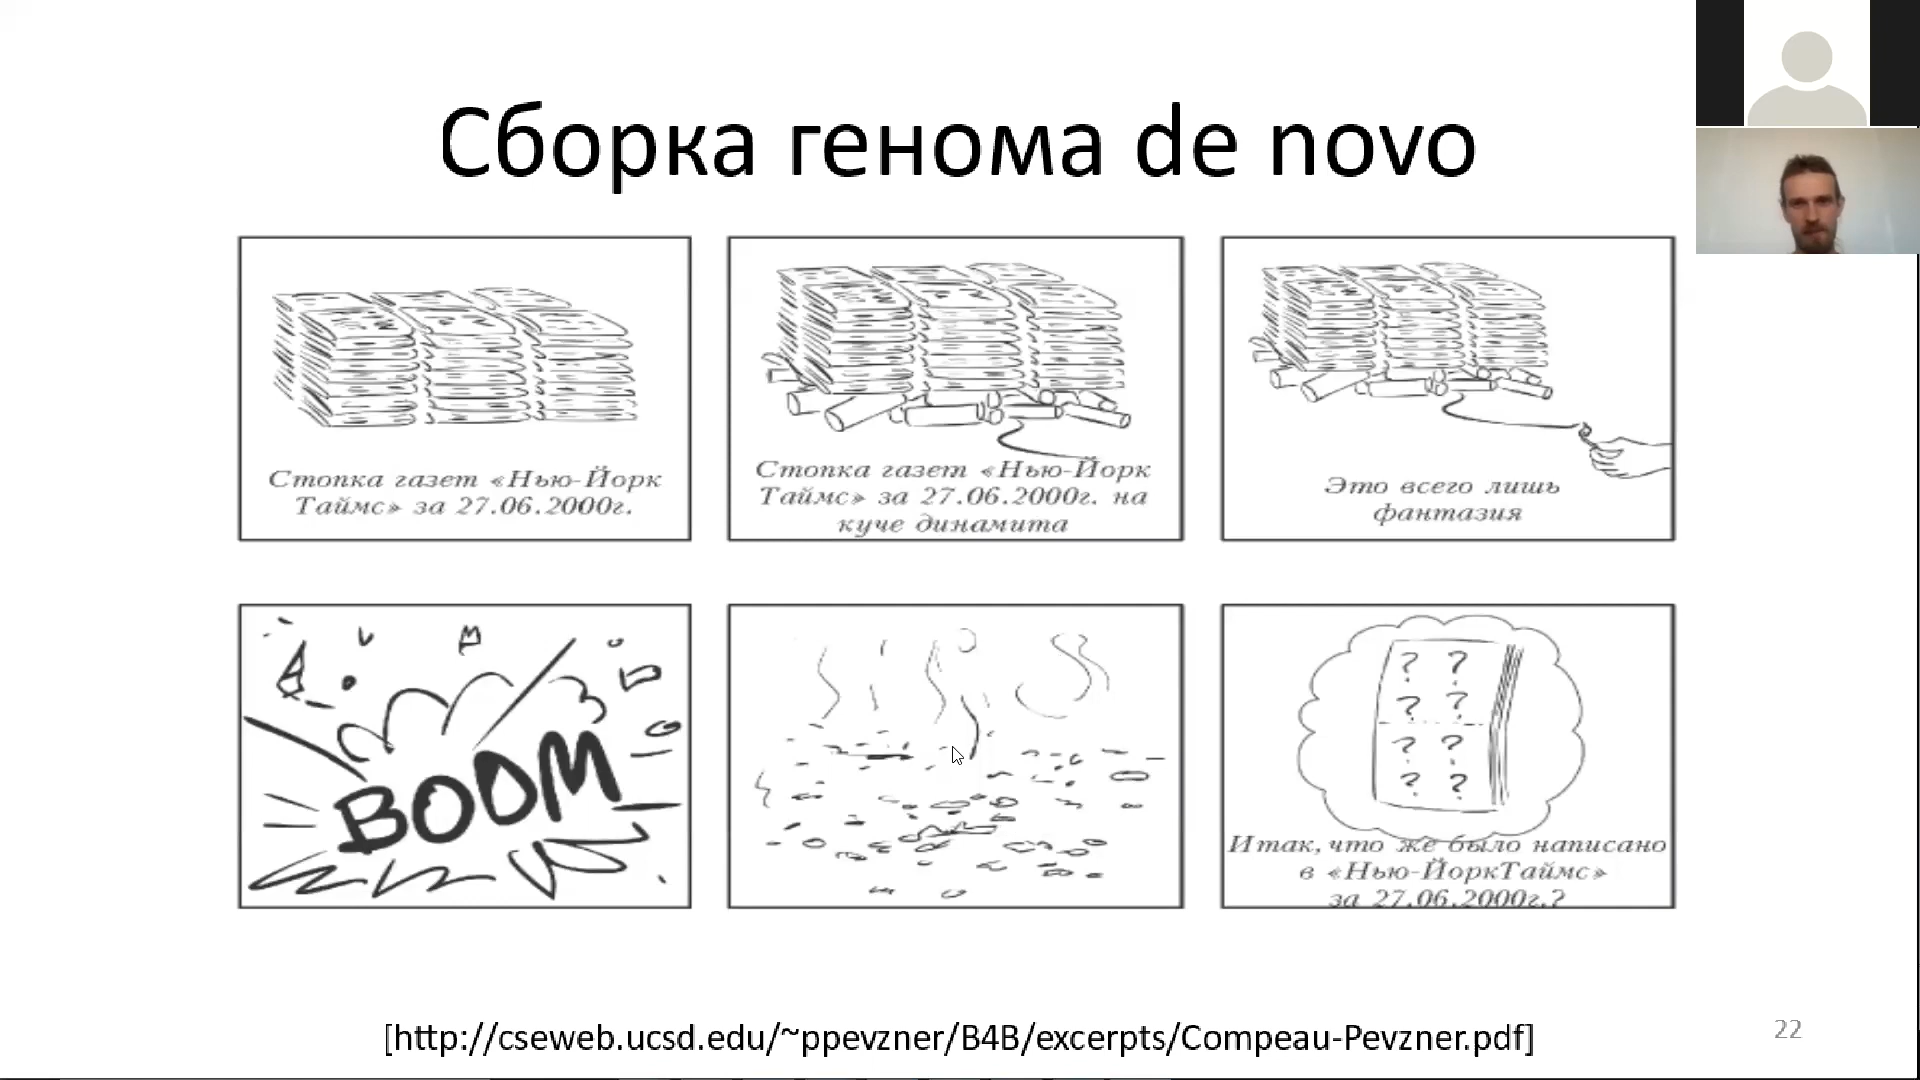 Сборка генома de novo
Стопка газет «Нью-Йорк
Таймс» за 27.06.2000г.
Стопка газет «Нью-Йорк
Таймс» за 27.06.2000г. на
куче динамита
Это всего лишь
фантазия
BOOM
? ?
? ?
? ?
? ?
Итак, что же было написано
в «Нью-ЙоркТаймс»
за 27.06.2000г.?
[http://cseweb.ucsd.edu/~ppevzner/B4B/excerpts/Compeau-Pevzner.pdf]
22